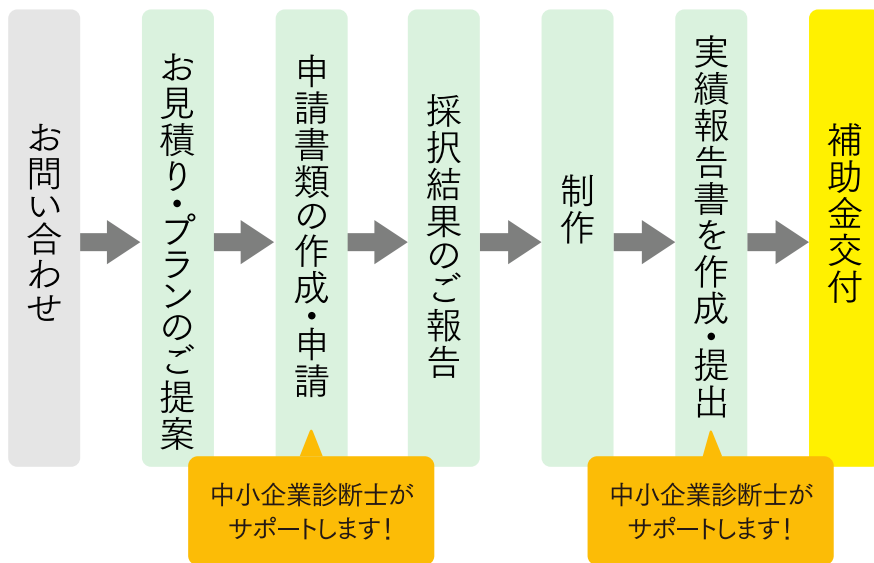 お問い合わせ
お見積り・プランのご提案
申請書類の作成・申請
中小企業診断士が
サポートします！
採択結果のご報告
制作
実績報告書を作成・提出
中小企業診断士が
サポートします！
補助金交付